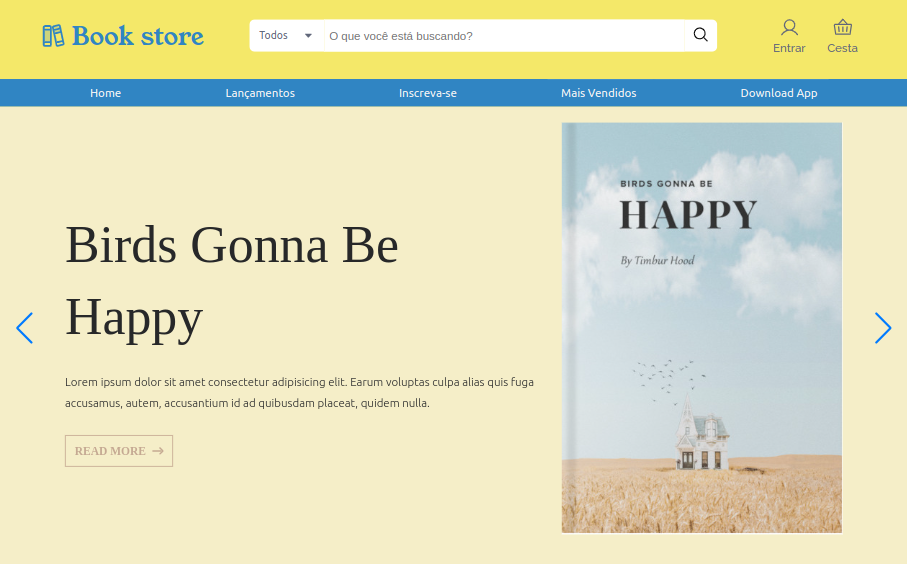 Book store
Todos
O que você está buscando?
Entrar
Cesta
Home
Lançamentos
Inscreva-se
Mais Vendidos
Download App
Birds Gonna Be
Happy
Lorem ipsum dolor sit amet consectetur adipisicing elit. Earum voluptas culpa alias quis fuga
accusamus, autem, accusantium id ad quibusdam placeat, quidem nulla.
READ MORE
BIRDS GONNA BE
HAPPY
By Timbur Hood